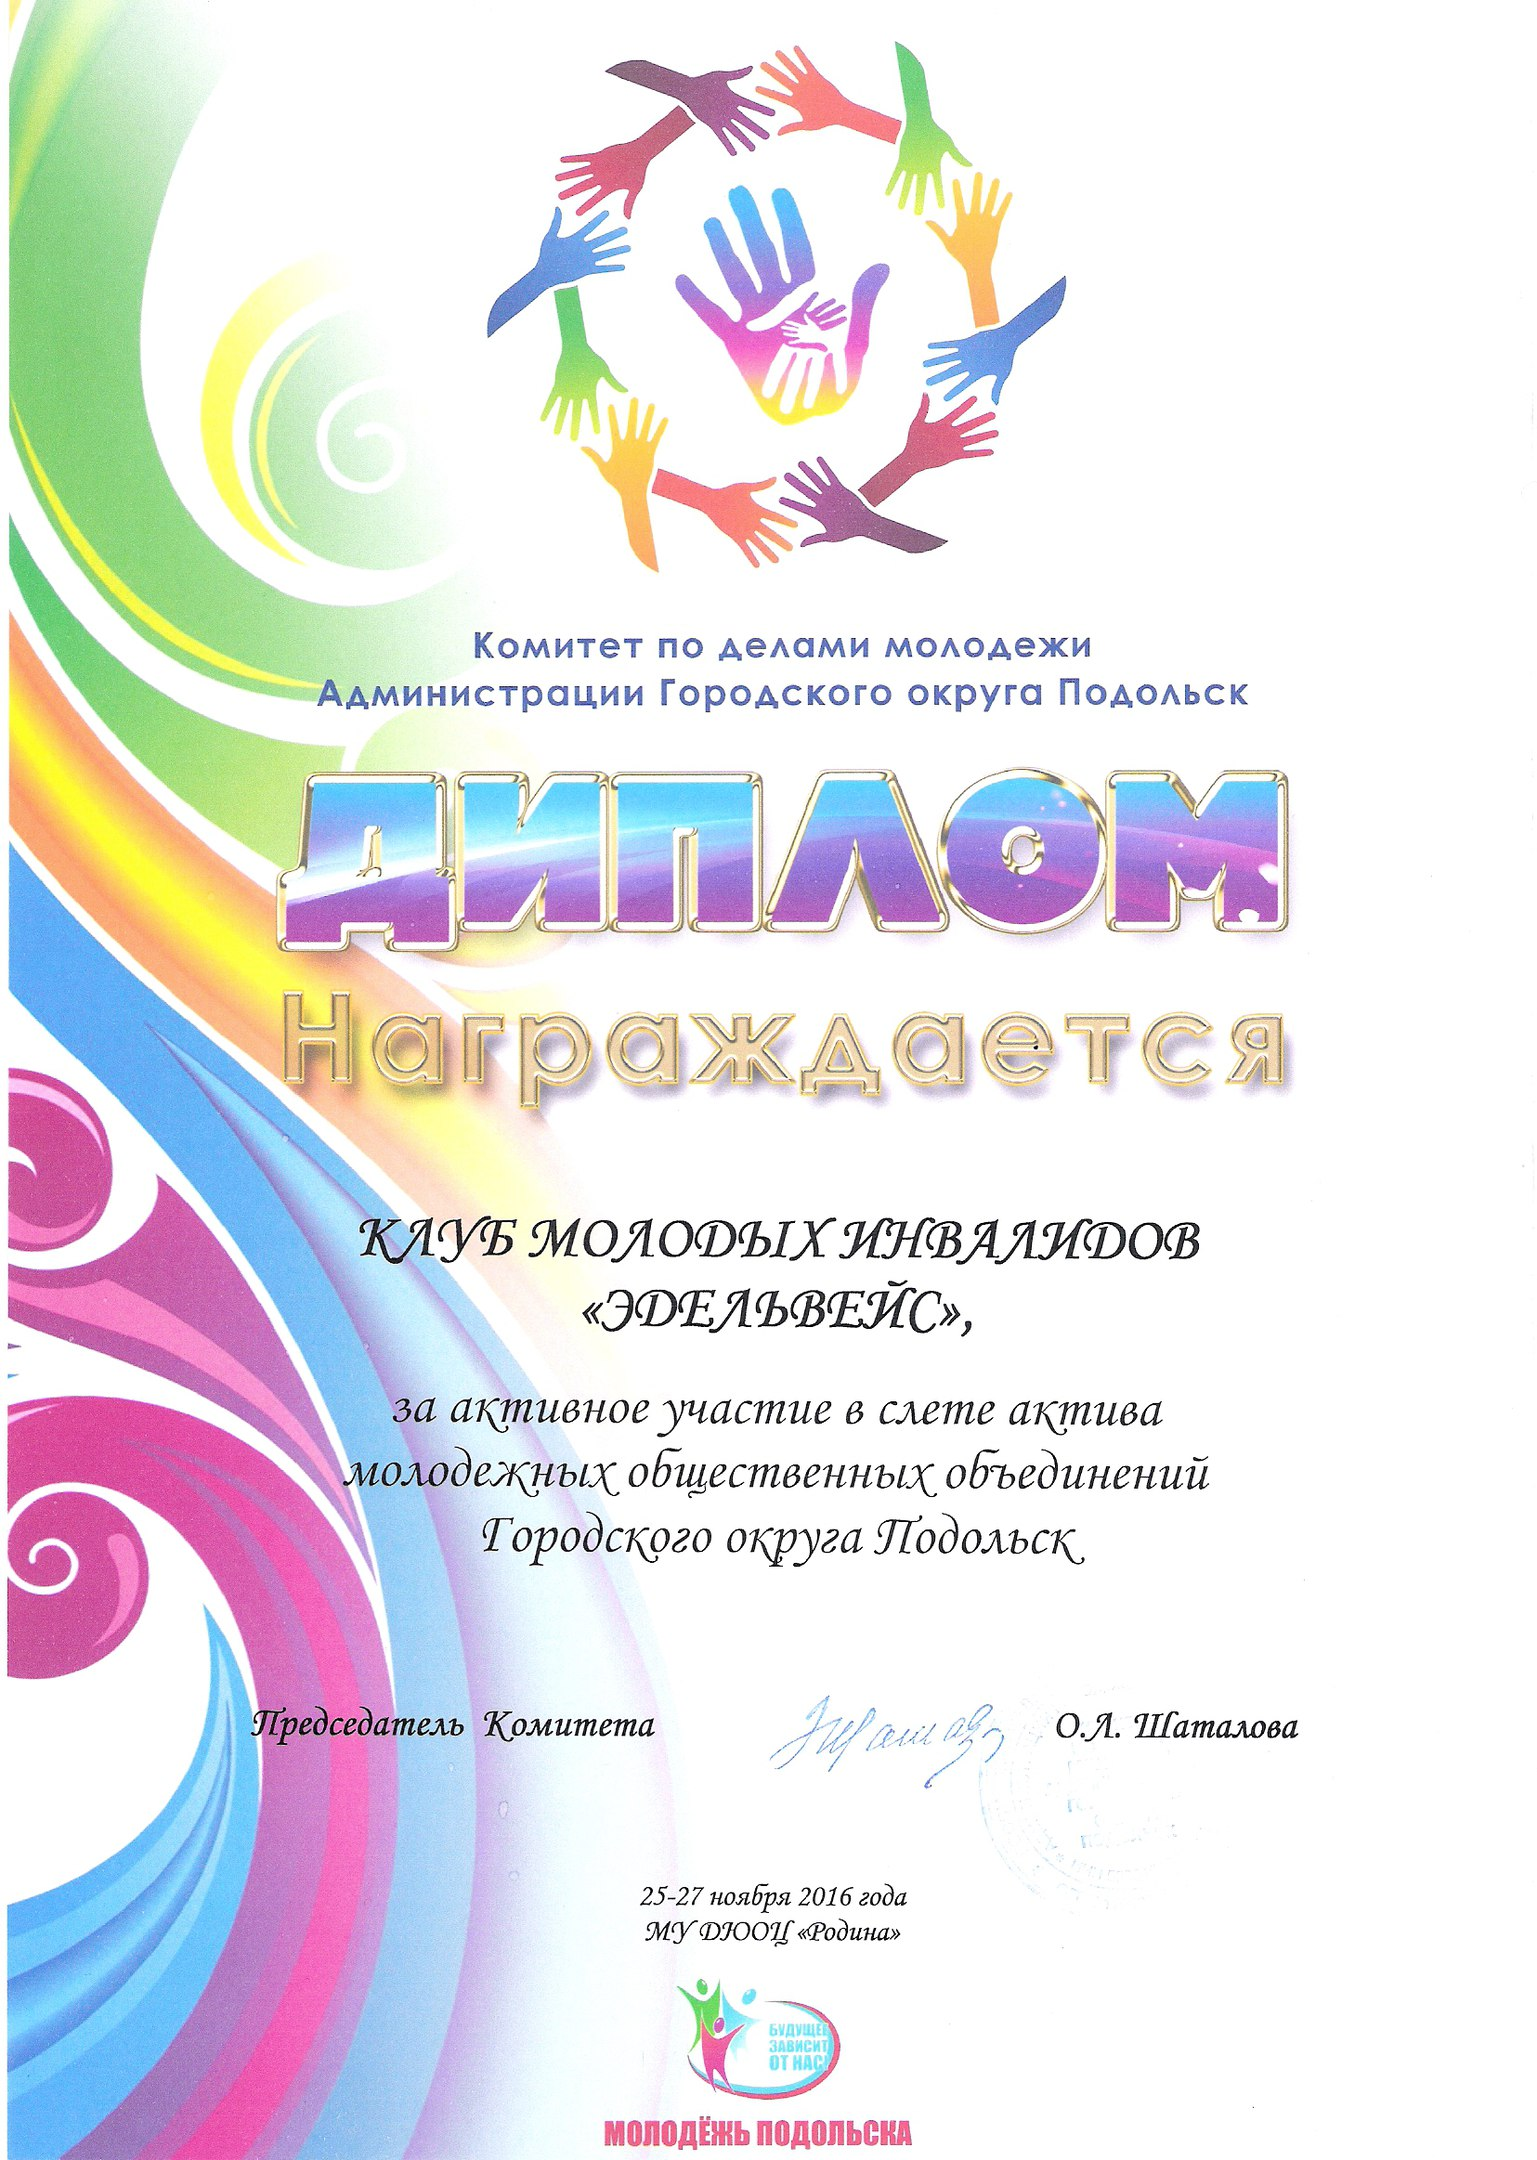 Комитет по делами молодежи
Администрации Городского округа Подольск
ДИПЛОМ
Награждается
КЛУБ МОЛОДЫХ ИНВАЛИДОВ
«ЭДЕЛЬВЕЙС»,
за активное участие в слете актива
молодежных общественных объединений
Городского округа Подольск
Председатель Комитета О.Л. Шаталова
25-27 ноября 2016 года
МУ ДЮООЦ «Родина»
БУДУЩЕЕ
ЗАВИСИТ
ОТ НАС!
МОЛОДЁЖЬ ПОДОЛЬСКА